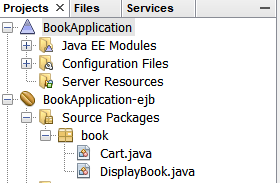 Projects Files Services
BookApplication
Java EE Modules
Configuration Files
Server Resources
BookApplication-ejb
Source Packages
book
Cart.java
DisplayBook.java